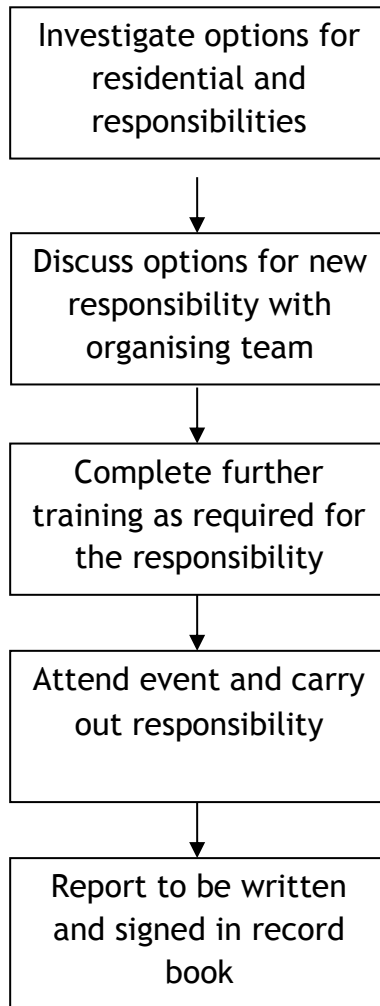 Investigate options for
residential and
responsibilities
Discuss options for new
responsibility with
organising team
Complete further
training as required for
the responsibility
Attend event and carry
out responsibility
Report to be written
and signed in record
book